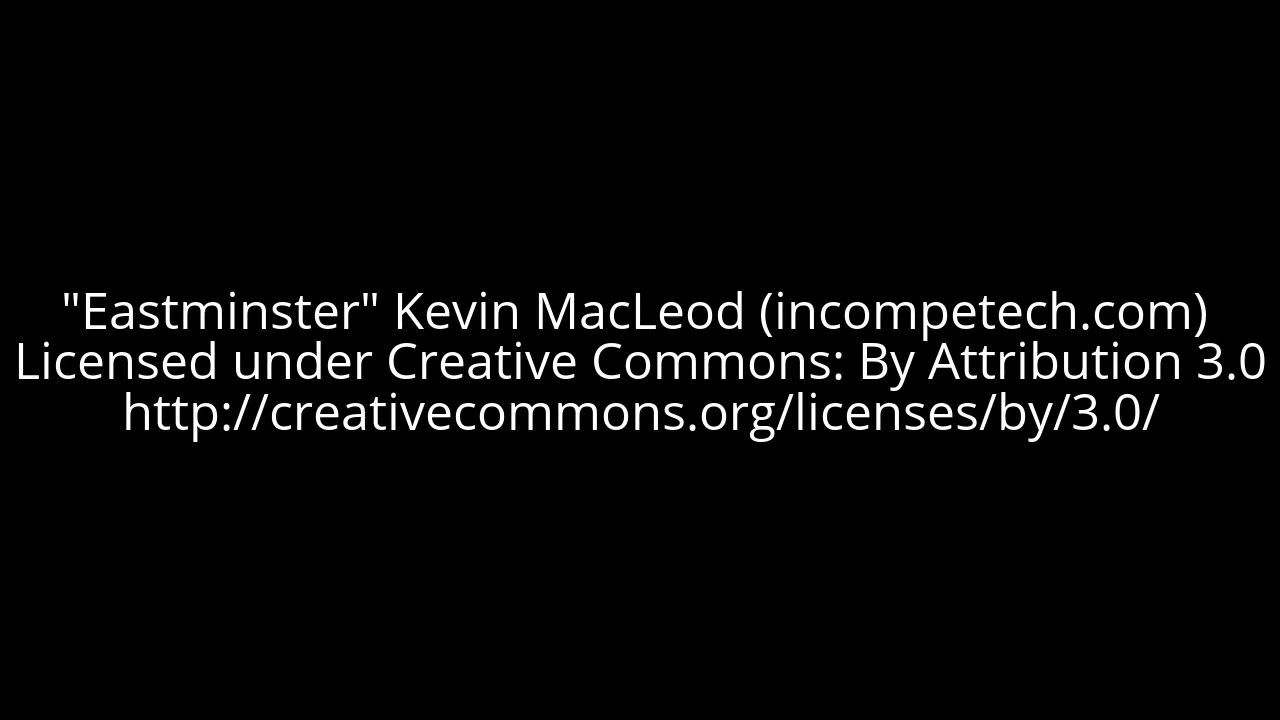 "Eastminster" Kevin MacLeod (incompetech.com)
Licensed under Creative Commons: By Attribution 3.0
http://creativecommons.org/licenses/by/3.0/